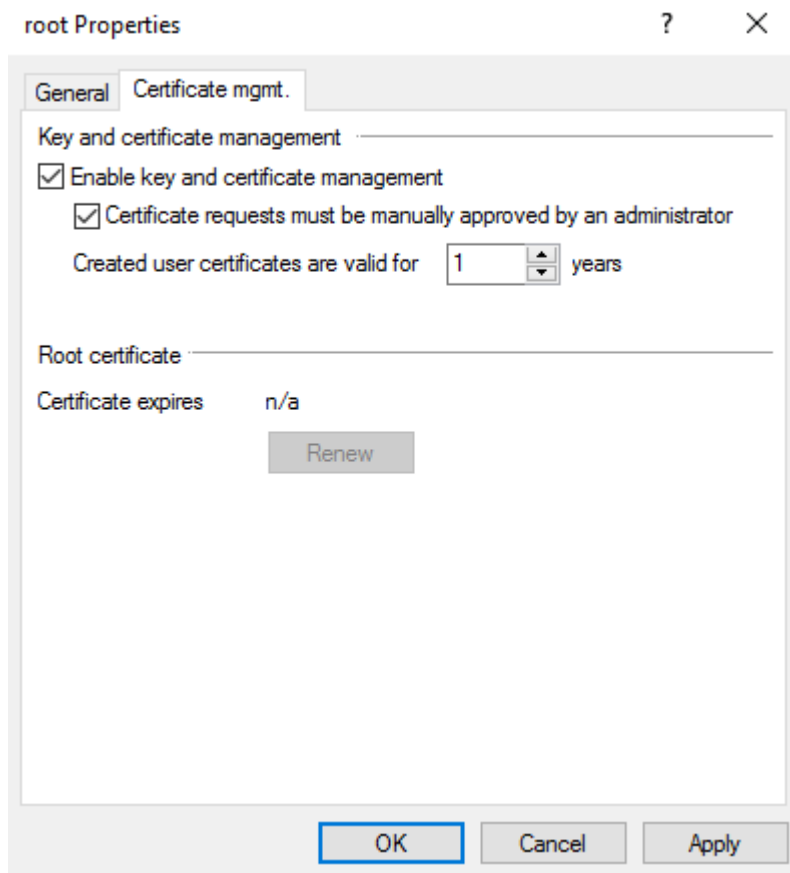 root Properties ? ×
General Certificate mgmt.
Key and certificate management
Enable key and certificate management
Certificate requests must be manually approved by an administrator
Created user certificates are valid for 1 years
Root certificate
Certificate expires n/a
Renew
OK Cancel Apply